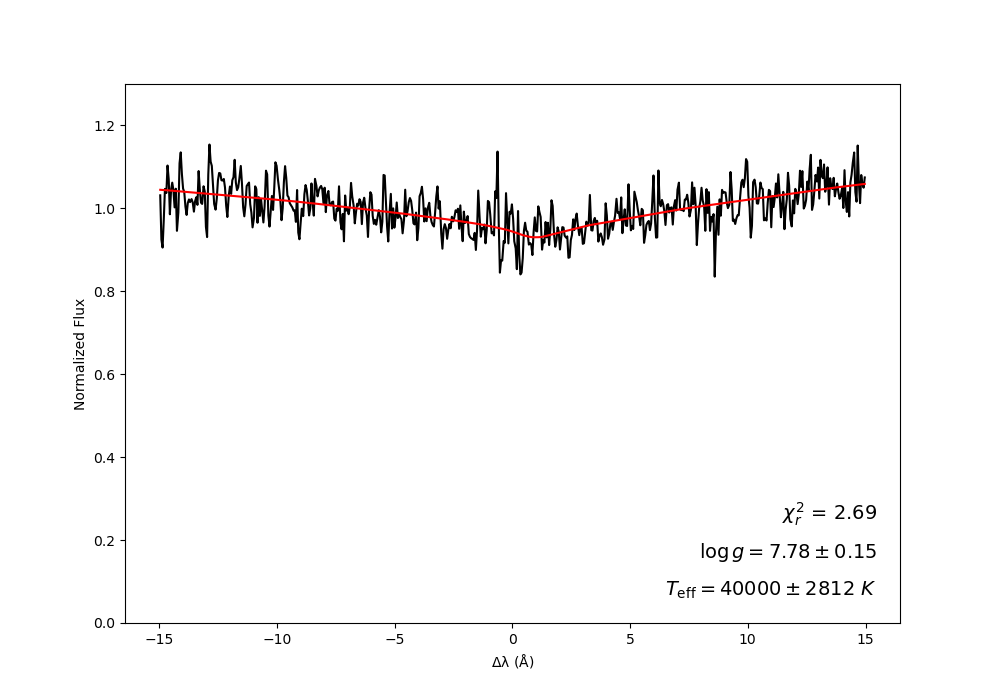 1.2
1.0
0.8
0.6
0.4
0.2
0.0
Normalized Flux
χ²ᵣ = 2.69
log g = 7.78 ± 0.15
T_eff = 40000 ± 2812 K
−15 −10 −5 0 5 10 15
Δλ (Å)